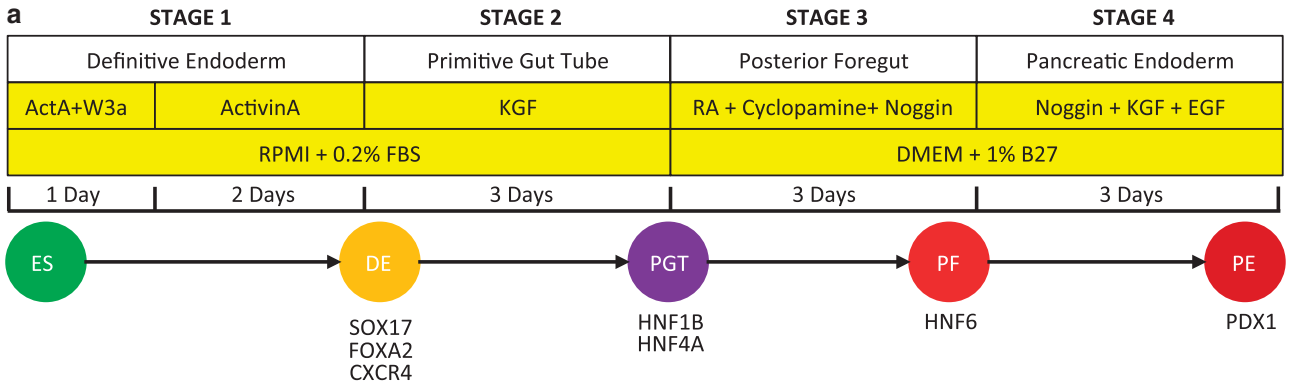 a
STAGE 1 STAGE 2 STAGE 3 STAGE 4
Definitive Endoderm Primitive Gut Tube Posterior Foregut Pancreatic Endoderm
ActA+W3a ActivinA KGF RA + Cyclopamine+ Noggin Noggin + KGF + EGF
RPMI + 0.2% FBS DMEM + 1% B27
1 Day 2 Days 3 Days 3 Days 3 Days
ES DE PGT PF PE
SOX17 HNF1B HNF6 PDX1
FOXA2 HNF4A
CXCR4